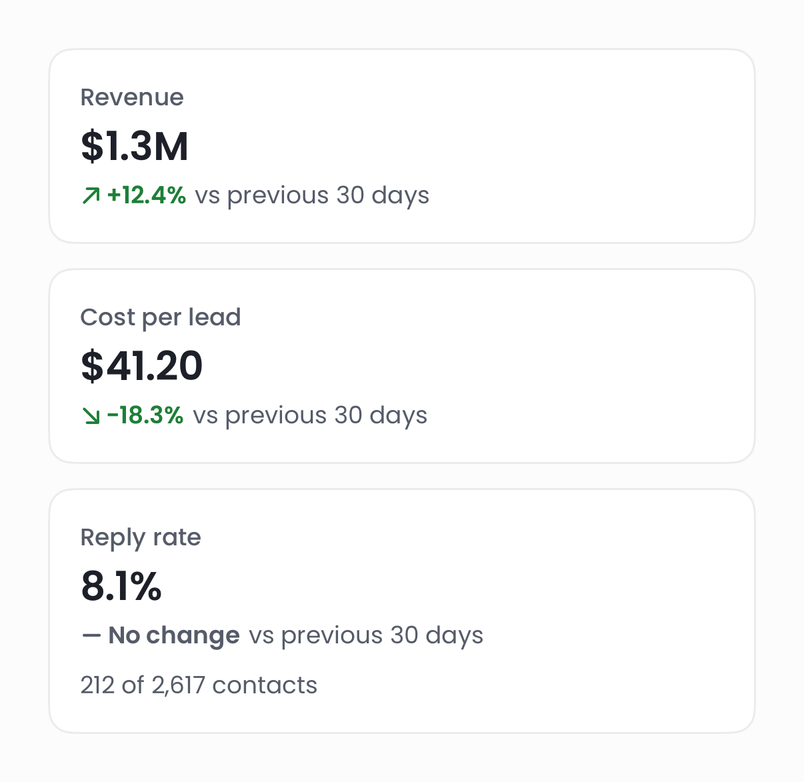 Revenue
$1.3M
+12.4% vs previous 30 days
Cost per lead
$41.20
-18.3% vs previous 30 days
Reply rate
8.1%
No change vs previous 30 days
212 of 2,617 contacts